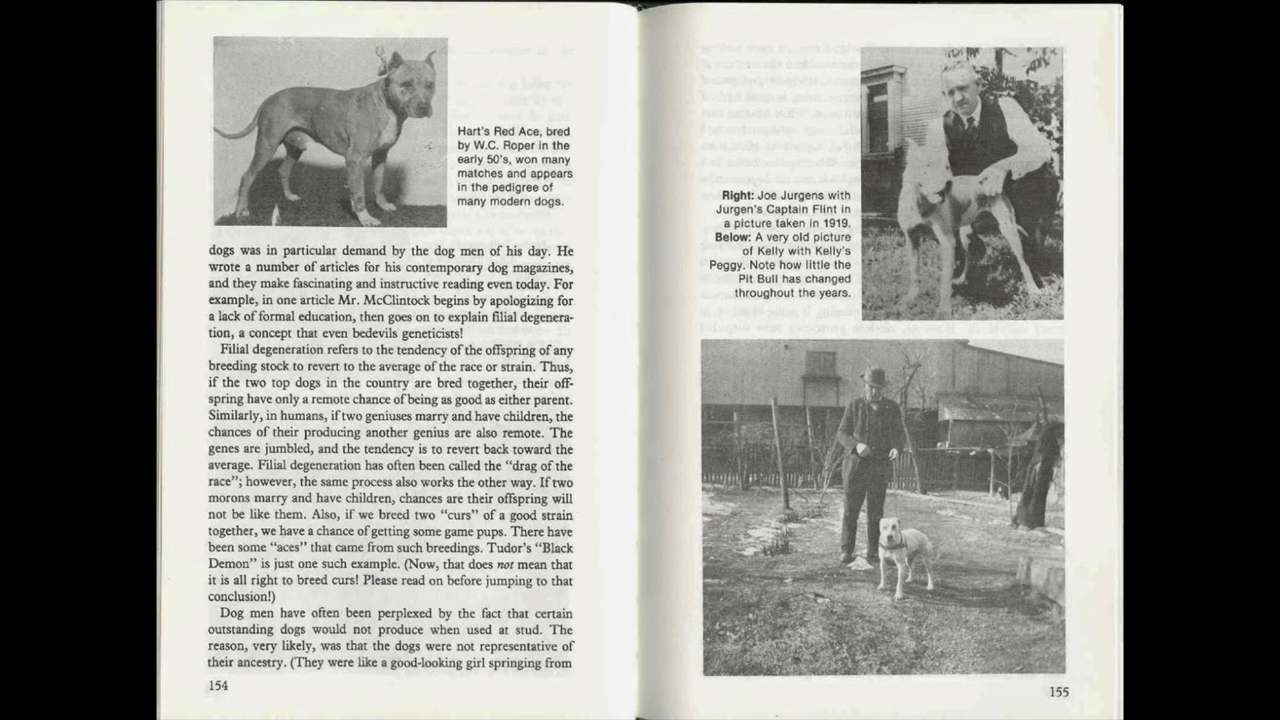 Hart's Red Ace, bred
by W.C. Roper in the
early 50's, won many
matches and appears
in the pedigree of
many modern dogs.
dogs was in particular demand by the dog men of his day. He
wrote a number of articles for his contemporary dog magazines,
and they make fascinating and instructive reading even today. For
example, in one article Mr. McClintock begins by apologizing for
a lack of formal education, then goes on to explain filial degenera-
tion, a concept that even bedevils geneticists!
Filial degeneration refers to the tendency of the offspring of any
breeding stock to revert to the average of the race or strain. Thus,
if the two top dogs in the country are bred together, their off-
spring have only a remote chance of being as good as either parent.
Similarly, in humans, if two geniuses marry and have children, the
chances of their producing another genius are also remote. The
genes are jumbled, and the tendency is to revert back toward the
average. Filial degeneration has often been called the "drag of the
race"; however, the same process also works the other way. If two
morons marry and have children, chances are their offspring will
not be like them. Also, if we breed two "curs" of a good strain
together, we have a chance of getting some game pups. There have
been some "aces" that came from such breedings. Tudor's "Black
Demon" is just one such example. (Now, that does not mean that
it is all right to breed curs! Please read on before jumping to that
conclusion!)
Dog men have often been perplexed by the fact that certain
outstanding dogs would not produce when used at stud. The
reason, very likely, was that the dogs were not representative of
their ancestry. (They were like a good-looking girl springing from
154
Right: Joe Jurgens with
Jurgen's Captain Flint in
a picture taken in 1919.
Below: A very old picture
of Kelly with Kelly's
Peggy. Note how little the
Pit Bull has changed
throughout the years.
155